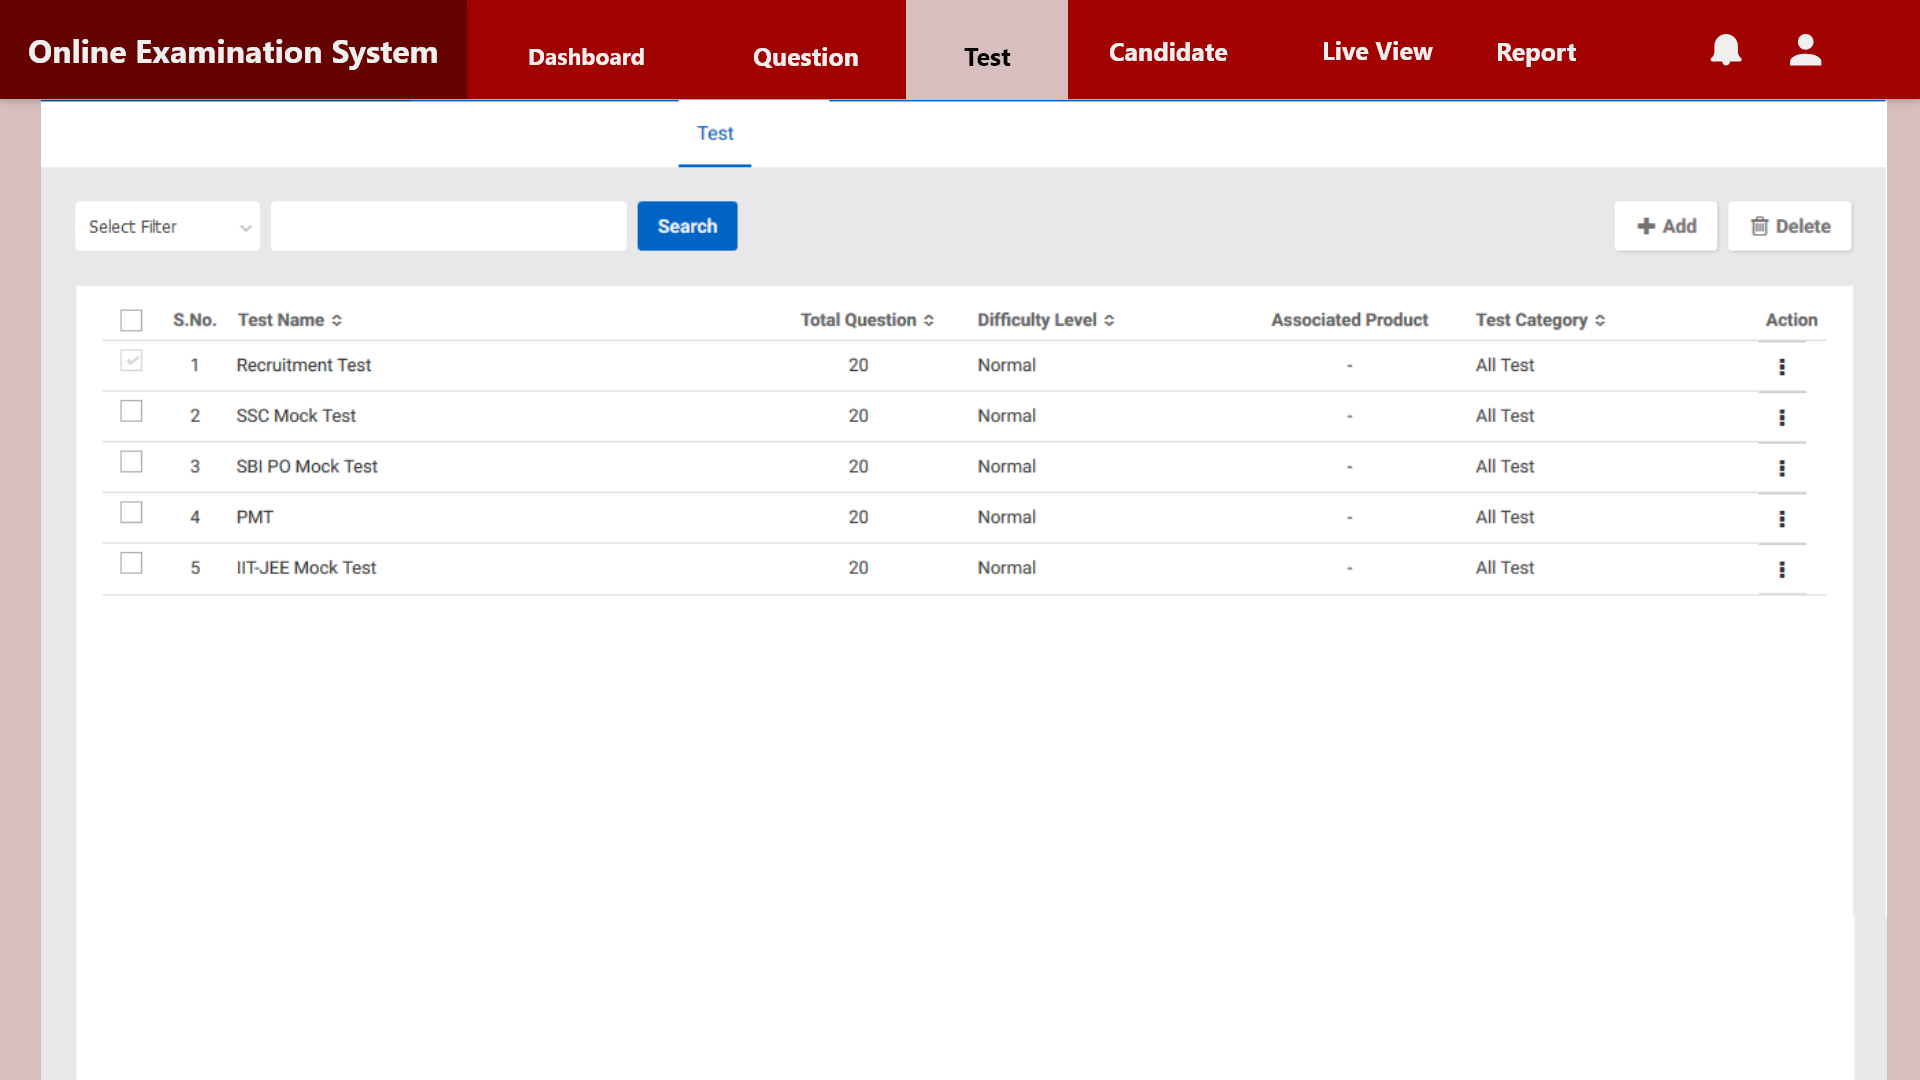 Online Examination System Dashboard Question Test Candidate Live View Report
Test
Select Filter Search Add Delete
S.No. Test Name Total Question Difficulty Level Associated Product Test Category Action
1 Recruitment Test 20 Normal - All Test
2 SSC Mock Test 20 Normal - All Test
3 SBI PO Mock Test 20 Normal - All Test
4 PMT 20 Normal - All Test
5 IIT-JEE Mock Test 20 Normal - All Test